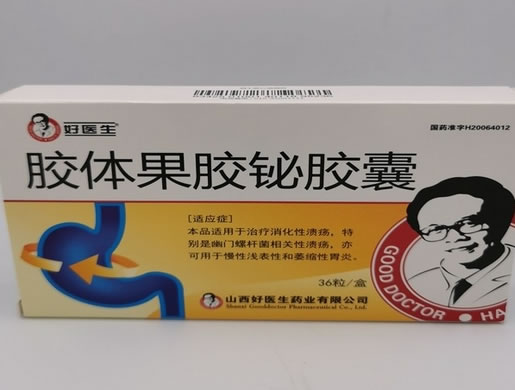 好医生
国药准字H20064012
胶体果胶铋胶囊
[适应症]
本品适用于治疗消化性溃疡，特
别是幽门螺杆菌相关性溃疡，亦
可用于慢性浅表性和萎缩性胃炎。
36粒/盒
山西好医生药业有限公司
Shanxi Gooddoctor Pharmaceutical Co., Ltd.
GOOD DOCTOR • HA